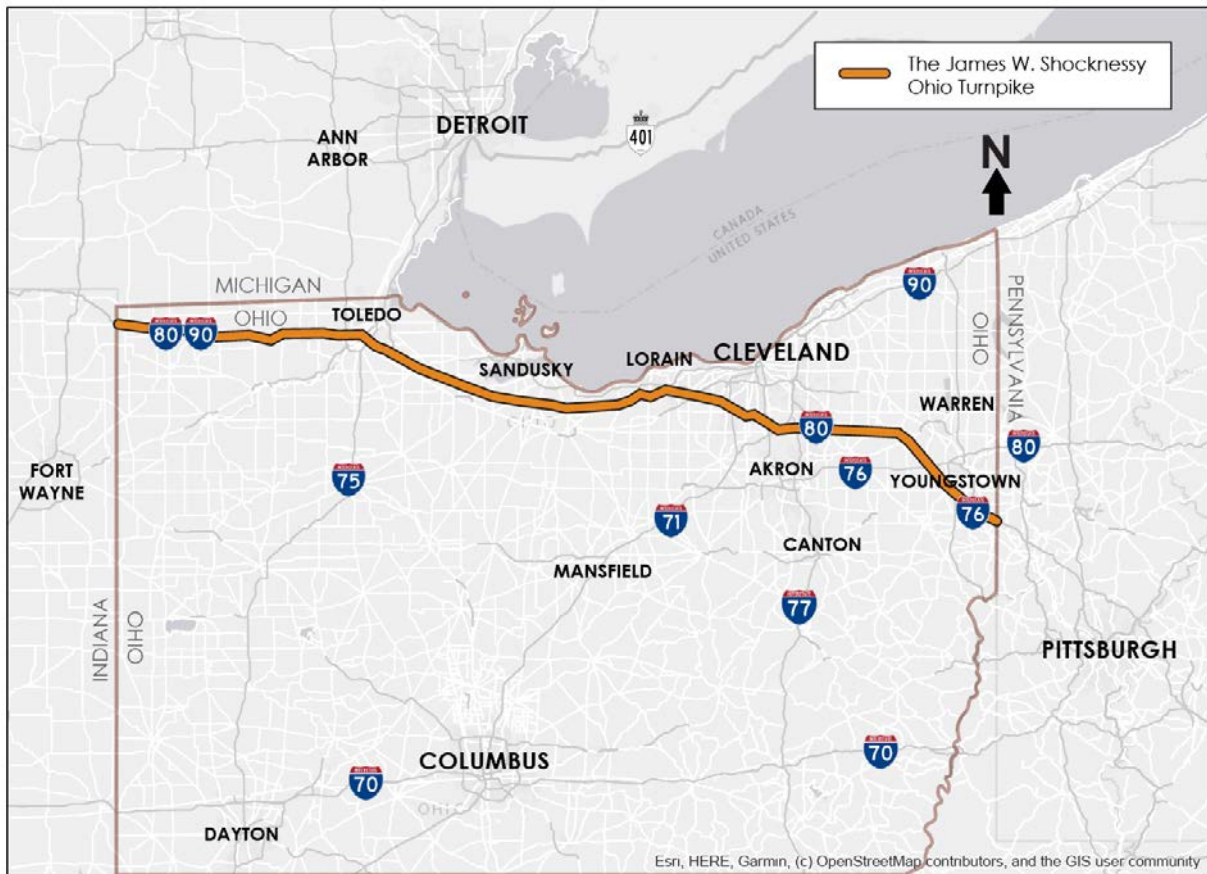 The James W. Shocknessy
Ohio Turnpike
DETROIT
ANN
ARBOR
401
N
CANADA
UNITED STATES
MICHIGAN
OHIO
TOLEDO
90
PENNSYLVANIA
OHIO
80
90
SANDUSKY
LORAIN
CLEVELAND
WARREN
80
80
FORT
WAYNE
75
AKRON
76
YOUNGSTOWN
76
71
MANSFIELD
CANTON
77
INDIANA
OHIO
PITTSBURGH
COLUMBUS
70
70
OHIO
DAYTON
Esri, HERE, Garmin, (c) OpenStreetMap contributors, and the GIS user community